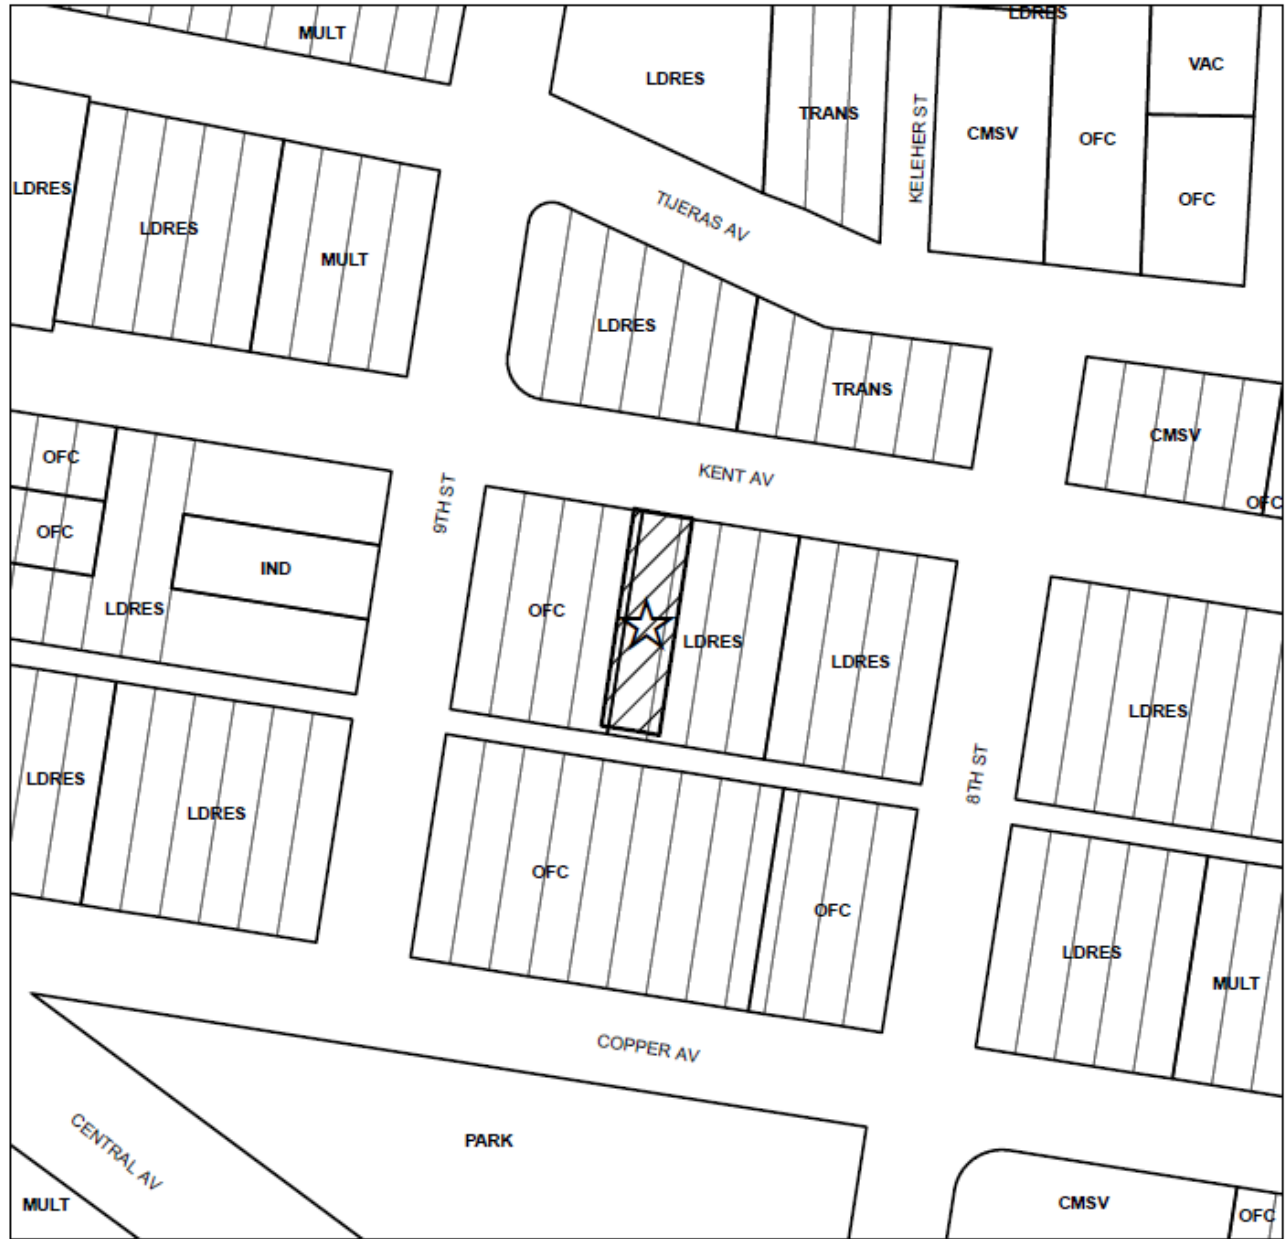 LDRES
MULT
VAC
LDRES
TRANS
KELEHER ST
CMSV
OFC
LDRES
OFC
LDRES
TIJERAS AV
MULT
LDRES
TRANS
CMSV
OFC
KENT AV
9TH ST
OFC
OFC
IND
LDRES
OFC
LDRES
LDRES
LDRES
8TH ST
LDRES
LDRES
OFC
OFC
LDRES
MULT
COPPER AV
CENTRAL AV
PARK
MULT
CMSV
OFC